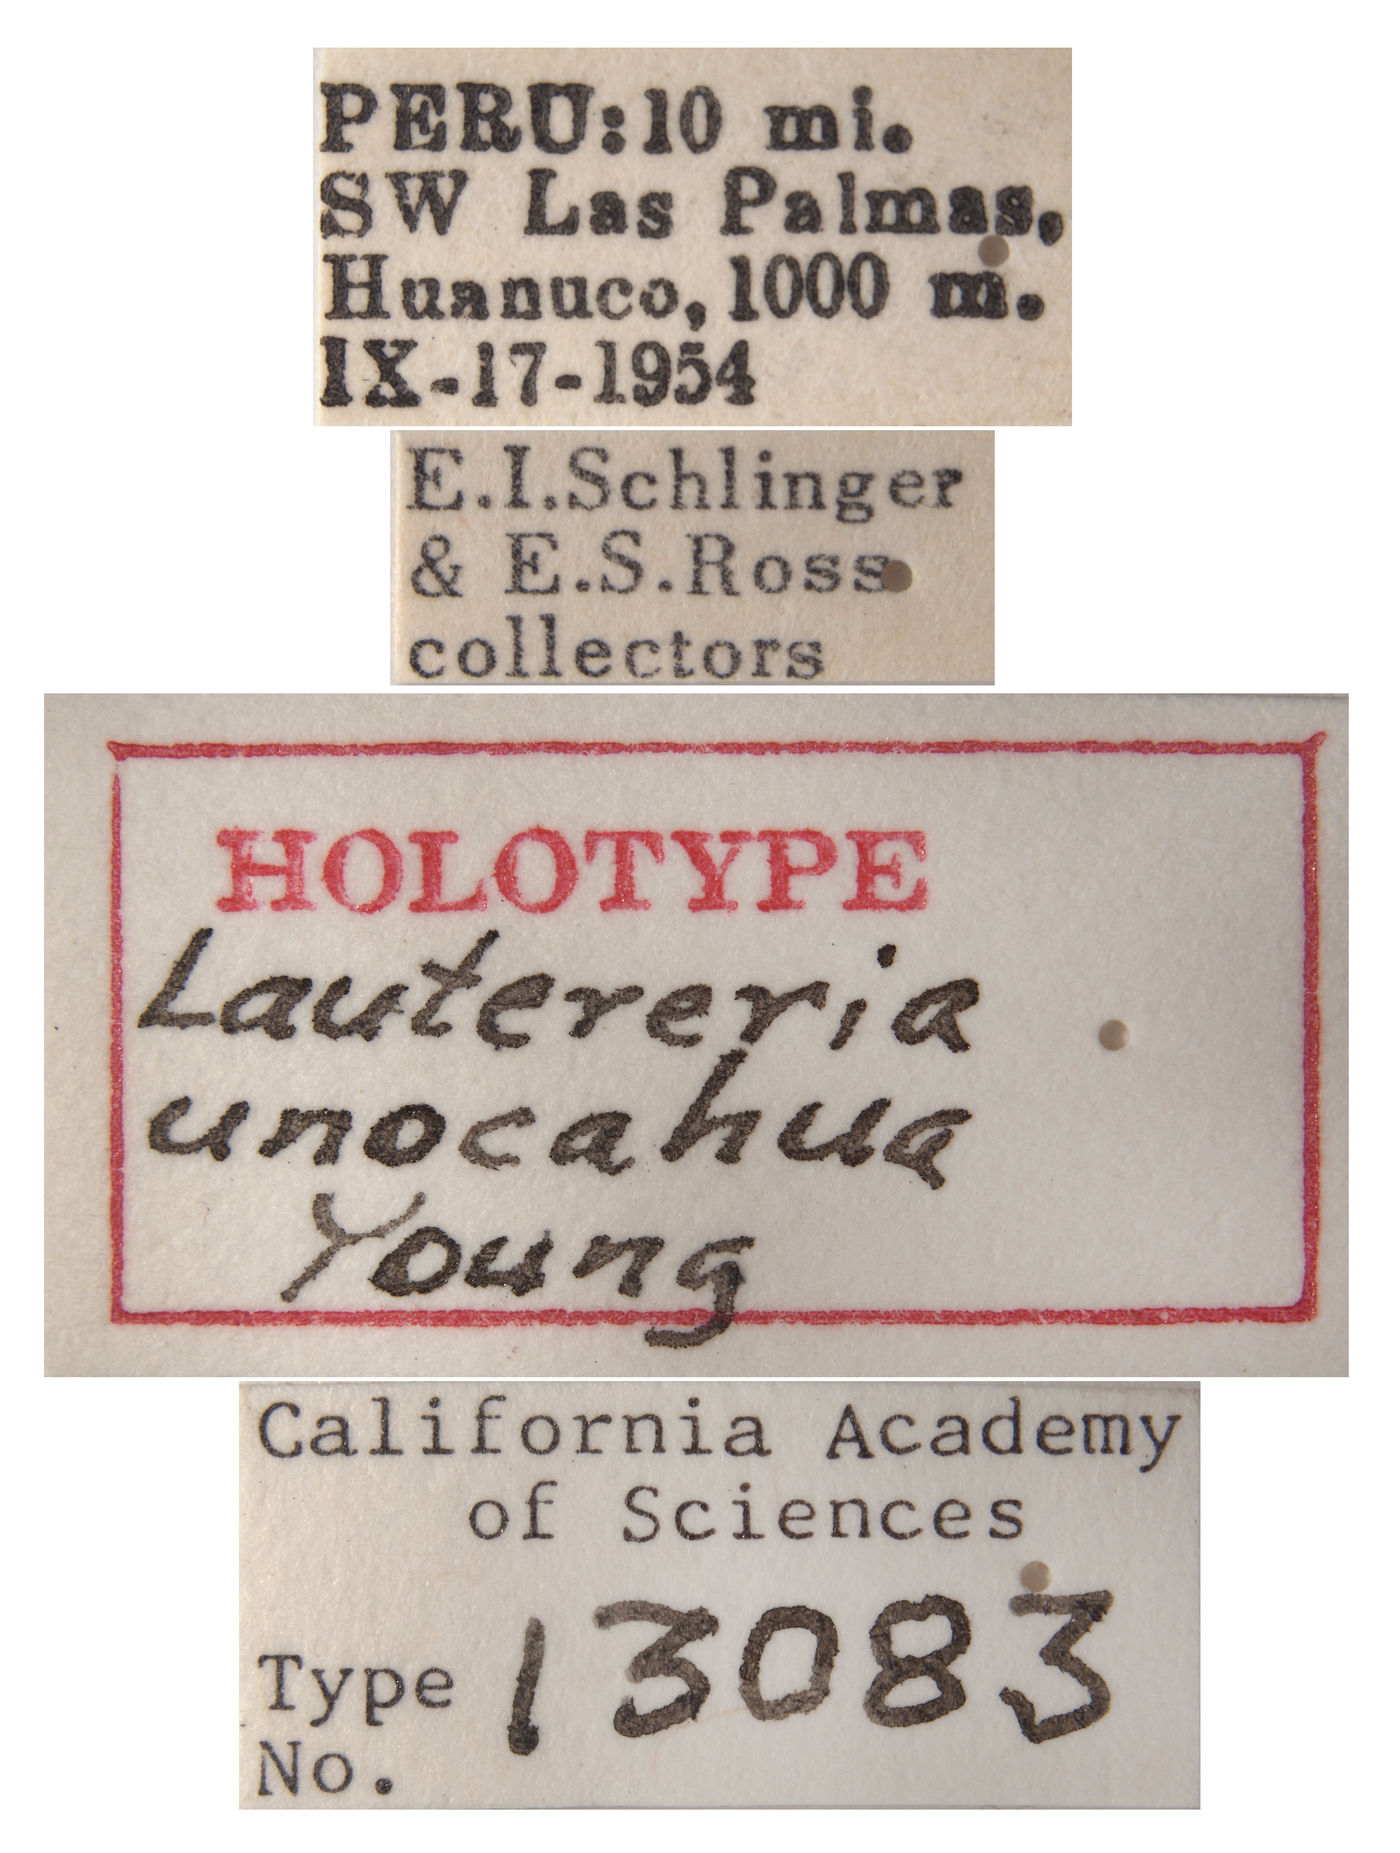 PERU:10 mi.
SW Las Palmas,
Huanuco, 1000 m.
IX-17-1954
E.I.Schlinger
& E.S.Ross
collectors
HOLOTYPE
Lautereria
unocahua
Young
California Academy
of Sciences
Type 13083
No.